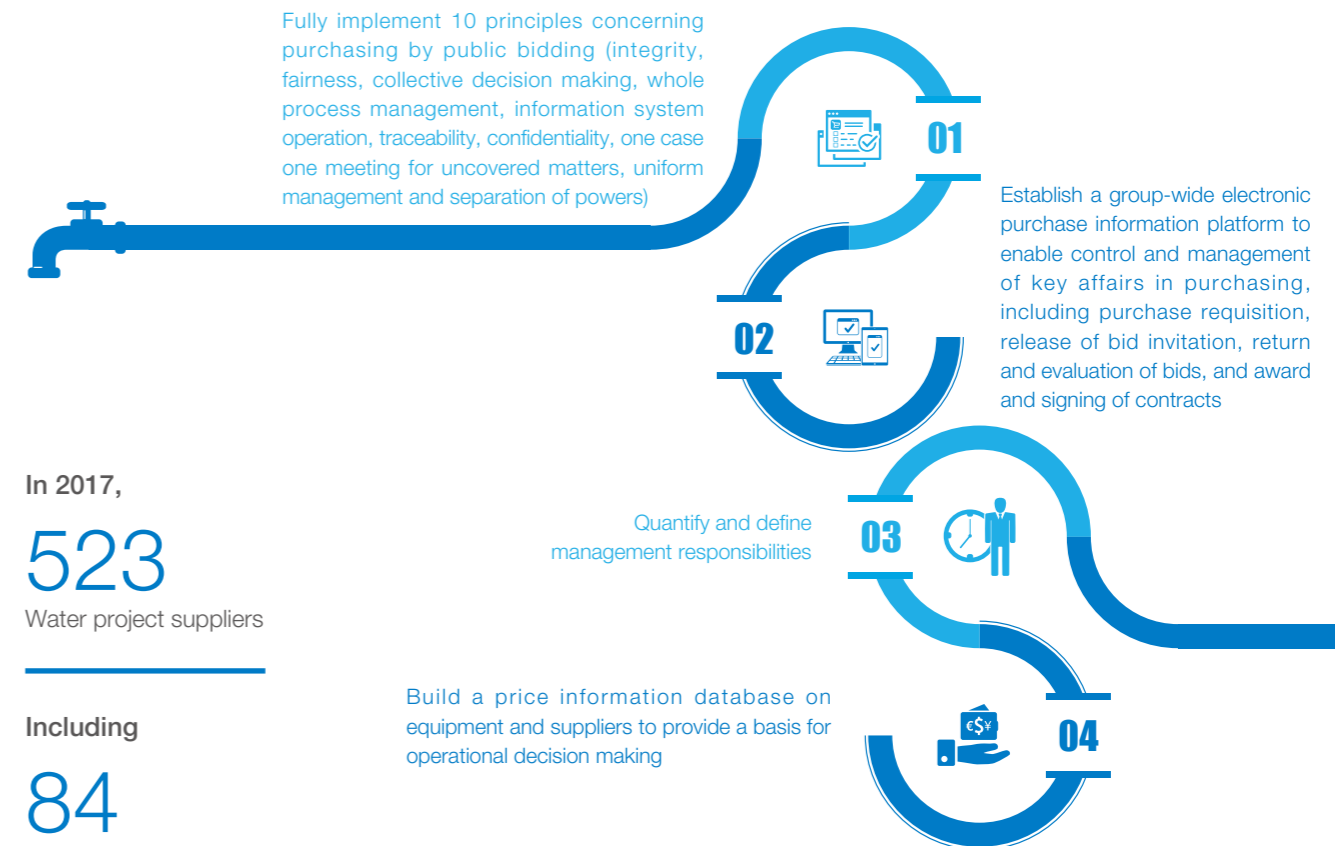 Fully implement 10 principles concerning
purchasing by public bidding (integrity,
fairness, collective decision making, whole
process management, information system
operation, traceability, confidentiality, one case
one meeting for uncovered matters, uniform
management and separation of powers)
01
Establish a group-wide electronic
purchase information platform to
enable control and management
of key affairs in purchasing,
including purchase requisition,
release of bid invitation, return
and evaluation of bids, and award
and signing of contracts
02
In 2017,
523
Water project suppliers
Including
84
Quantify and define
management responsibilities
03
Build a price information database on
equipment and suppliers to provide a basis for
operational decision making
€$¥
04